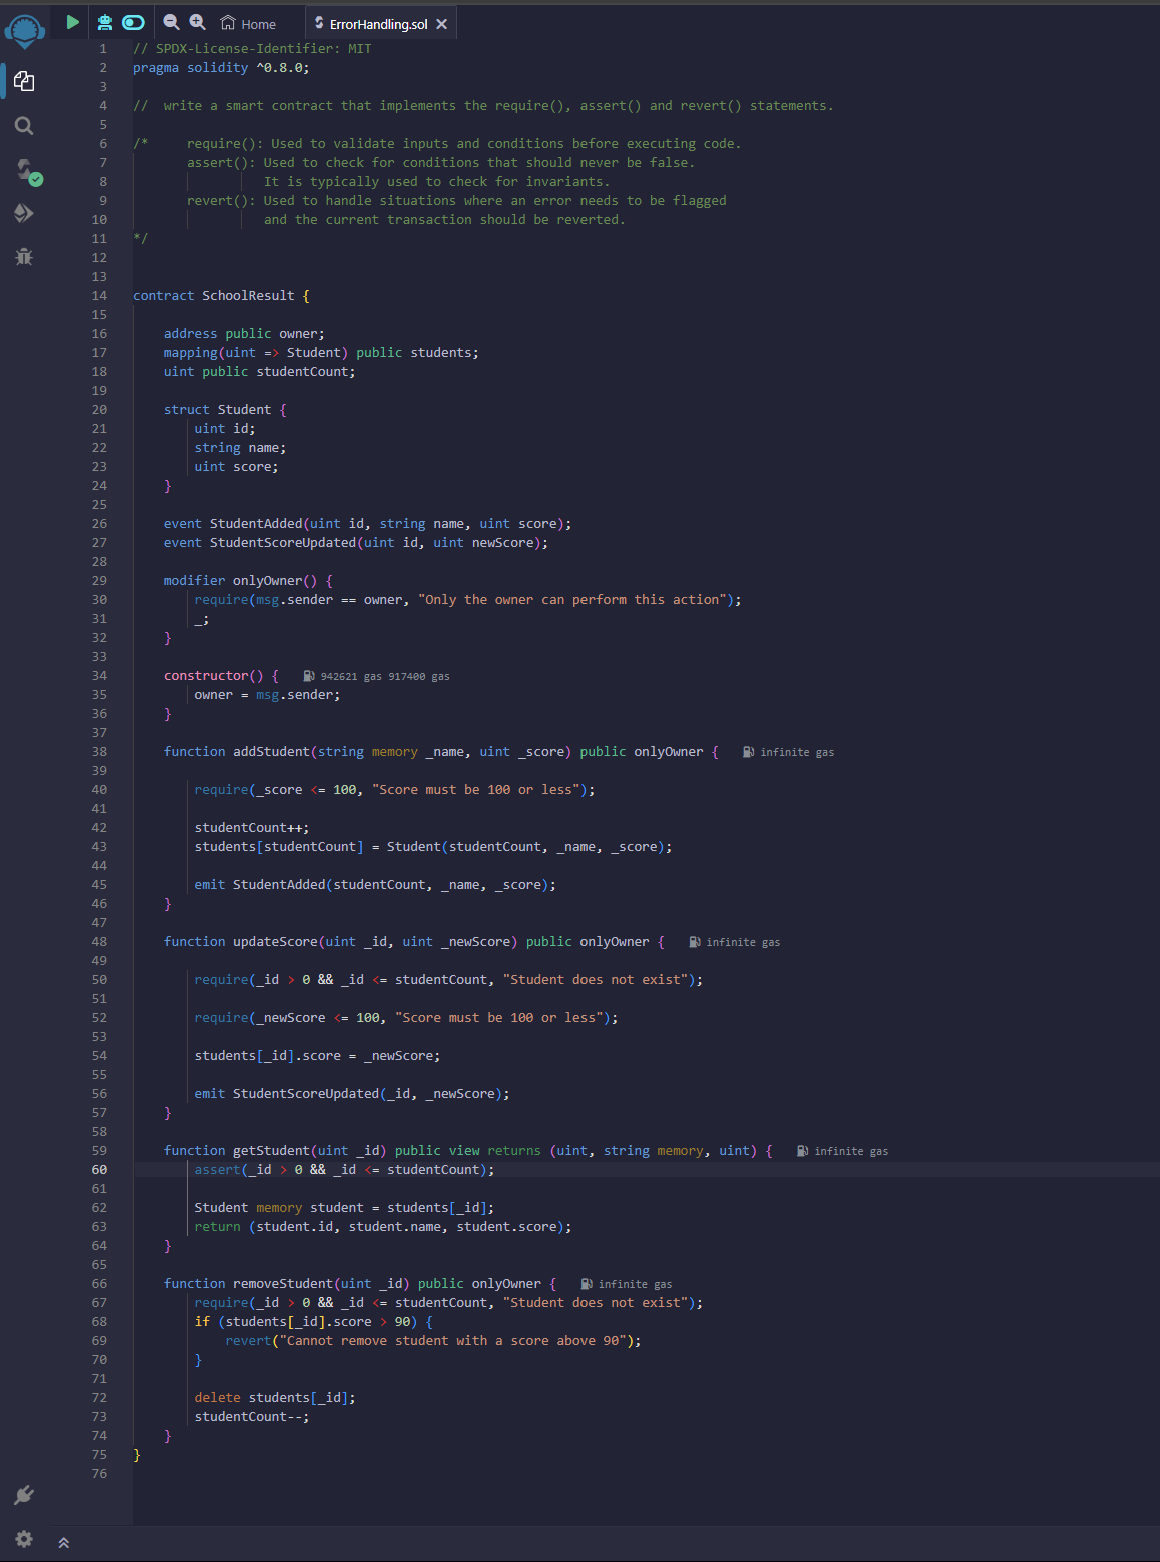 Home
ErrorHandling.sol
1 // SPDX-License-Identifier: MIT
2 pragma solidity ^0.8.0;
3
4 //  write a smart contract that implements the require(), assert() and revert() statements.
5
6 /*     require(): Used to validate inputs and conditions before executing code.
7        assert(): Used to check for conditions that should never be false.
8                  It is typically used to check for invariants.
9        revert(): Used to handle situations where an error needs to be flagged
10                 and the current transaction should be reverted.
11 */
12
13
14 contract SchoolResult {
15
16     address public owner;
17     mapping(uint => Student) public students;
18     uint public studentCount;
19
20     struct Student {
21         uint id;
22         string name;
23         uint score;
24     }
25
26     event StudentAdded(uint id, string name, uint score);
27     event StudentScoreUpdated(uint id, uint newScore);
28
29     modifier onlyOwner() {
30         require(msg.sender == owner, "Only the owner can perform this action");
31         _;
32     }
33
34     constructor() {    942621 gas 917400 gas
35         owner = msg.sender;
36     }
37
38     function addStudent(string memory _name, uint _score) public onlyOwner {    infinite gas
39
40         require(_score <= 100, "Score must be 100 or less");
41
42         studentCount++;
43         students[studentCount] = Student(studentCount, _name, _score);
44
45         emit StudentAdded(studentCount, _name, _score);
46     }
47
48     function updateScore(uint _id, uint _newScore) public onlyOwner {    infinite gas
49
50         require(_id > 0 && _id <= studentCount, "Student does not exist");
51
52         require(_newScore <= 100, "Score must be 100 or less");
53
54         students[_id].score = _newScore;
55
56         emit StudentScoreUpdated(_id, _newScore);
57     }
58
59     function getStudent(uint _id) public view returns (uint, string memory, uint) {    infinite gas
60         assert(_id > 0 && _id <= studentCount);
61
62         Student memory student = students[_id];
63         return (student.id, student.name, student.score);
64     }
65
66     function removeStudent(uint _id) public onlyOwner {    infinite gas
67         require(_id > 0 && _id <= studentCount, "Student does not exist");
68         if (students[_id].score > 90) {
69             revert("Cannot remove student with a score above 90");
70         }
71
72         delete students[_id];
73         studentCount--;
74     }
75 }
76